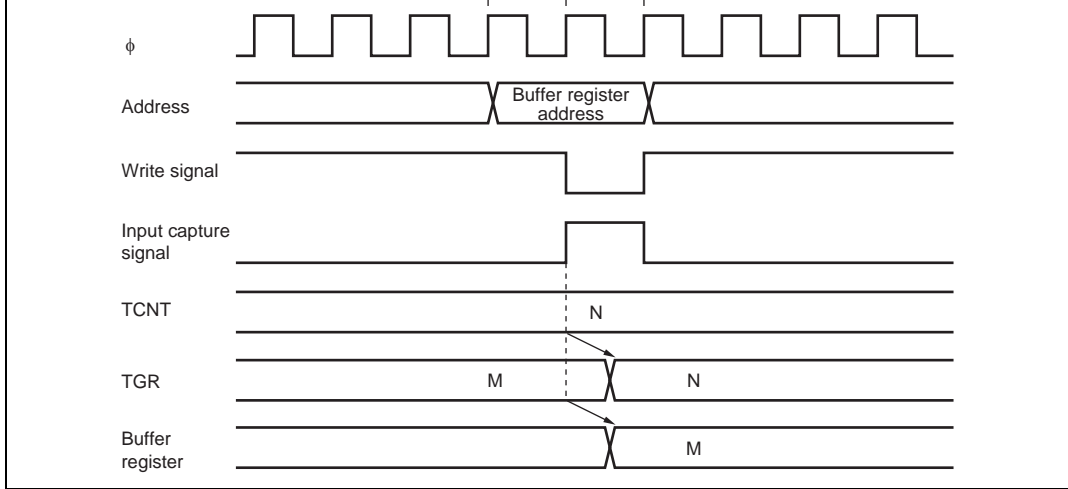 ϕ
Address
Buffer register
address
Write signal
Input capture
signal
TCNT
N
TGR
M
N
Buffer
register
M